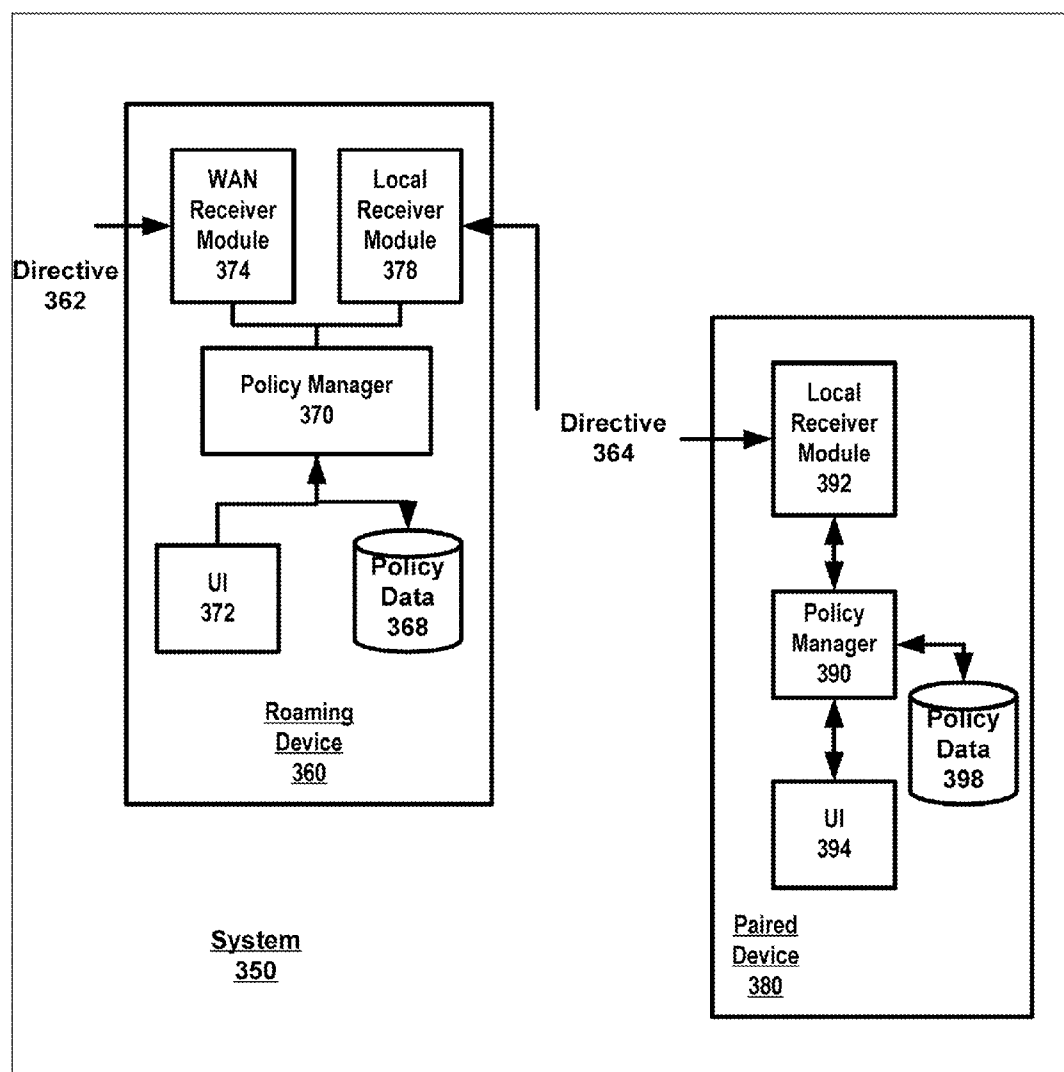 WAN
Receiver
Module
374
Local
Receiver
Module
378
Directive
362
Policy Manager
370
UI
372
Policy
Data
368
Roaming
Device
360
Directive
364
Local
Receiver
Module
392
Policy
Manager
390
Policy
Data
398
UI
394
Paired
Device
380
System
350